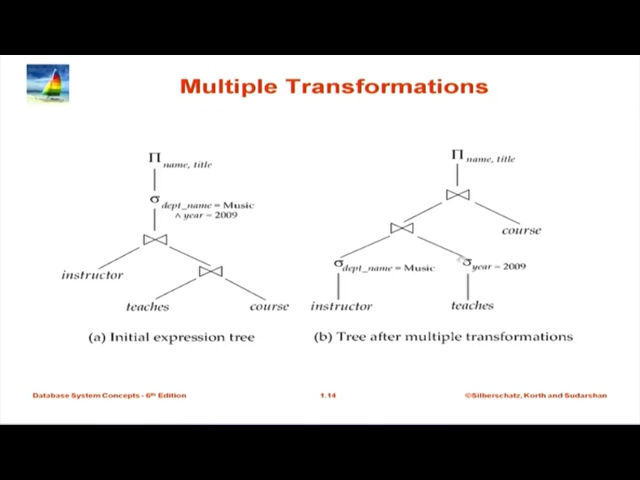 Multiple Transformations
Π name, title
σ dept_name = Music
∧ year = 2009
⋈
instructor
⋈
teaches
course
(a) Initial expression tree
Π name, title
⋈
⋈
course
σ dept_name = Music
σ year = 2009
instructor
teaches
(b) Tree after multiple transformations
Database System Concepts - 6th Edition
1.14
©Silberschatz, Korth and Sudarshan